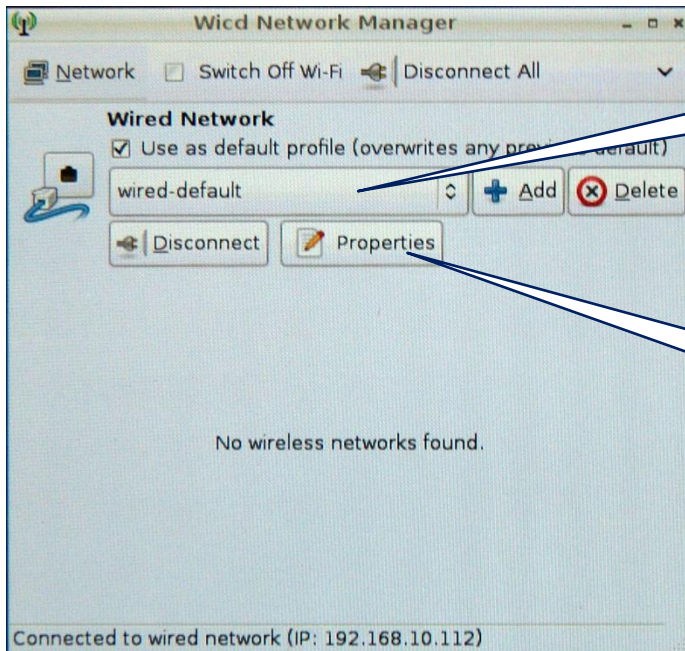 Wicd Network Manager
Network Switch Off Wi-Fi Disconnect All
Wired Network
Use as default profile (overwrites any default)
wired-default Add Delete
Disconnect Properties
No wireless networks found.
Connected to wired network (IP: 192.168.10.112)